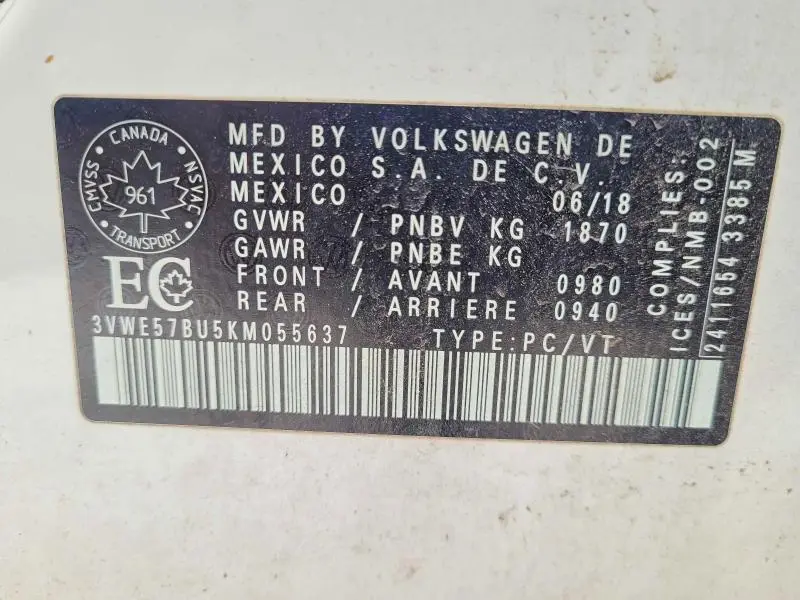 CANADA
CMVSS
NSVAC
961
TRANSPORT
EC
MFD BY VOLKSWAGEN DE
MEXICO S.A. DE C.V.
MEXICO 06/18
GVWR / PNBV KG 1870
GAWR / PNBE KG
FRONT / AVANT 0980
REAR / ARRIERE 0940
3VWE57BU5KM055637 TYPE:PC/VT
COMPLIES:
ICES/NMB-002
2411654 3385 M